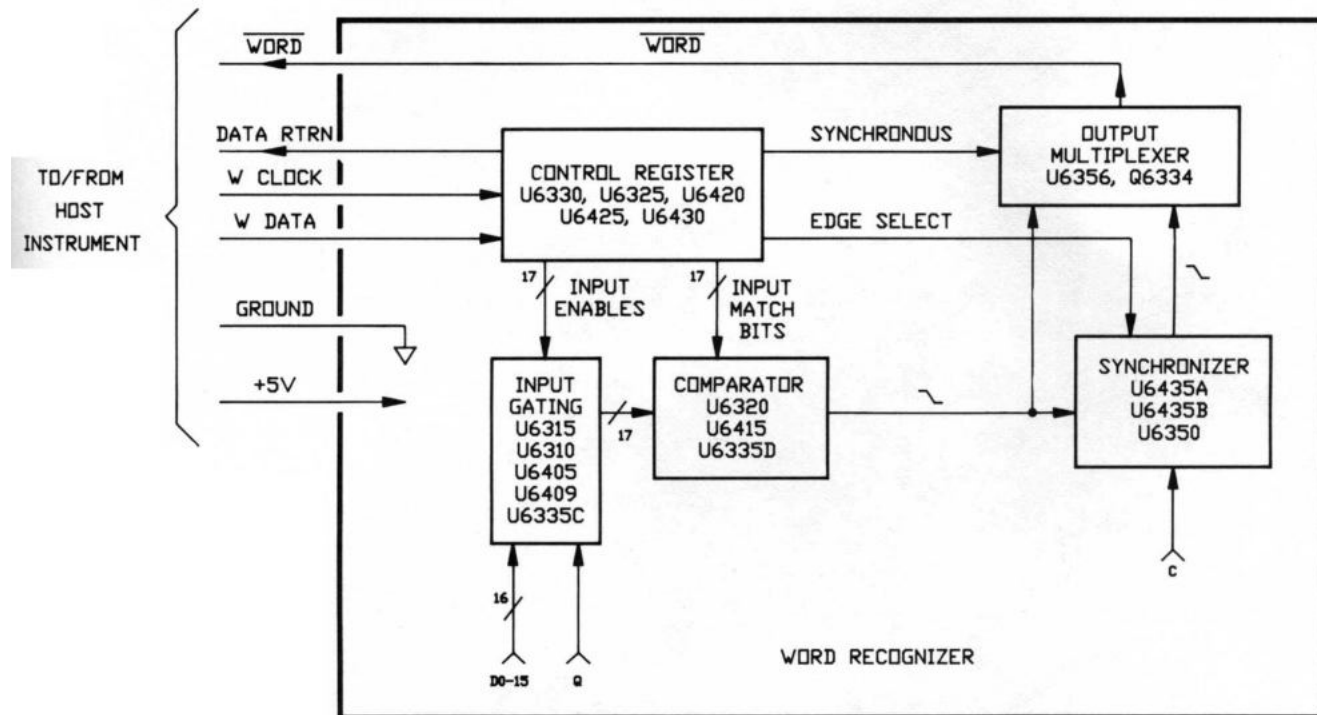 WORD
WORD
DATA RTRN
W CLOCK
W DATA
GROUND
+5V
TO/FROM
HOST
INSTRUMENT
CONTROL REGISTER
U6330, U6325, U6420
U6425, U6430
SYNCHRONOUS
EDGE SELECT
OUTPUT
MULTIPLEXER
U6356, Q6334
17
INPUT
ENABLES
17
INPUT
MATCH
BITS
INPUT
GATING
U6315
U6310
U6405
U6409
U6335C
17
COMPARATOR
U6320
U6415
U6335D
SYNCHRONIZER
U6435A
U6435B
U6350
C
16
D0-15
Q
WORD RECOGNIZER